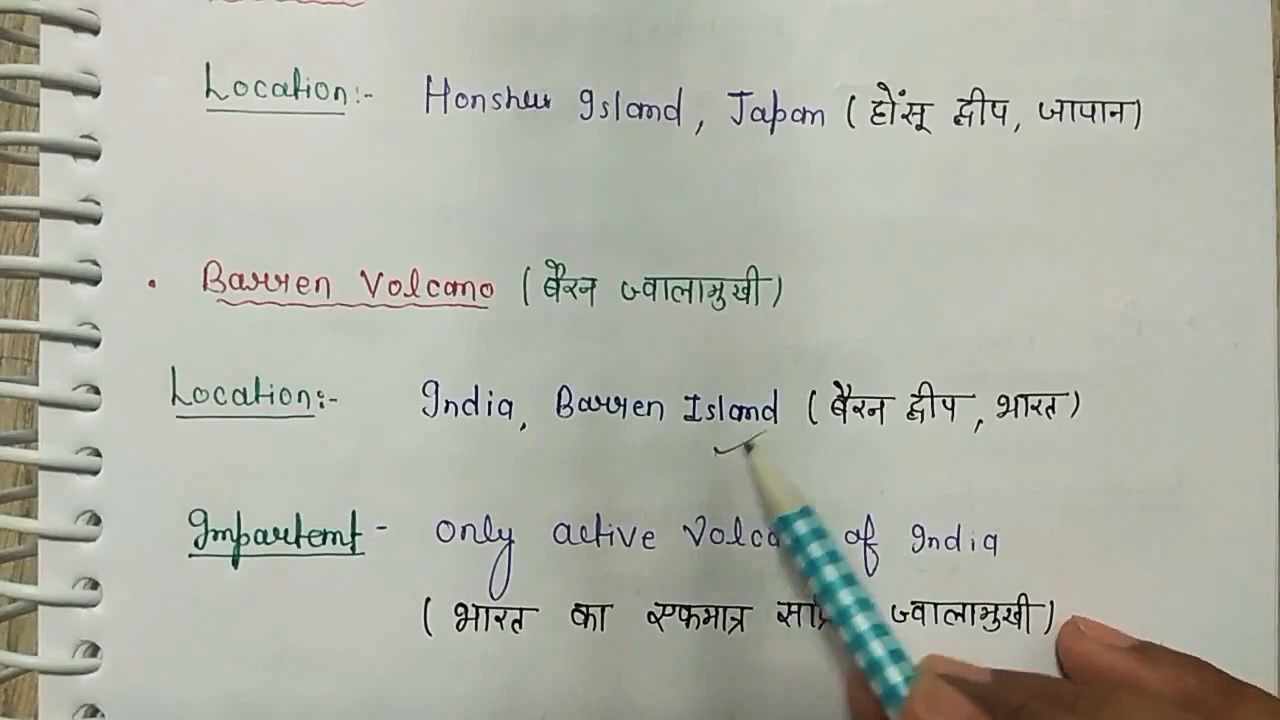 Location:- Honshu Island, Japan (होंसू द्वीप, जापान)
Barren Volcano (बैरन ज्वालामुखी)
Location:- India, Barren Island (बैरन द्वीप, भारत)
Impartemt - only active of India
(भारत का एकमात्र ज्वालामुखी)